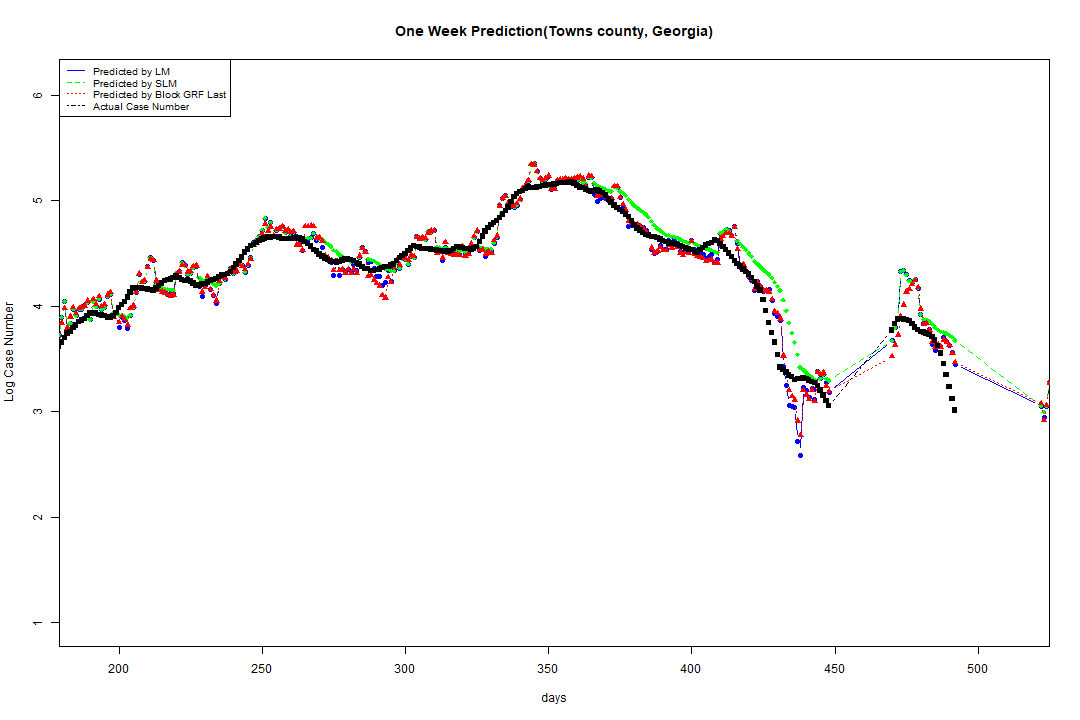 One Week Prediction(Towns county, Georgia)
Predicted by LM
Predicted by SLM
Predicted by Block GRF Last
Actual Case Number
Log Case Number
6
5
4
3
2
1
200 250 300 350 400 450 500
days